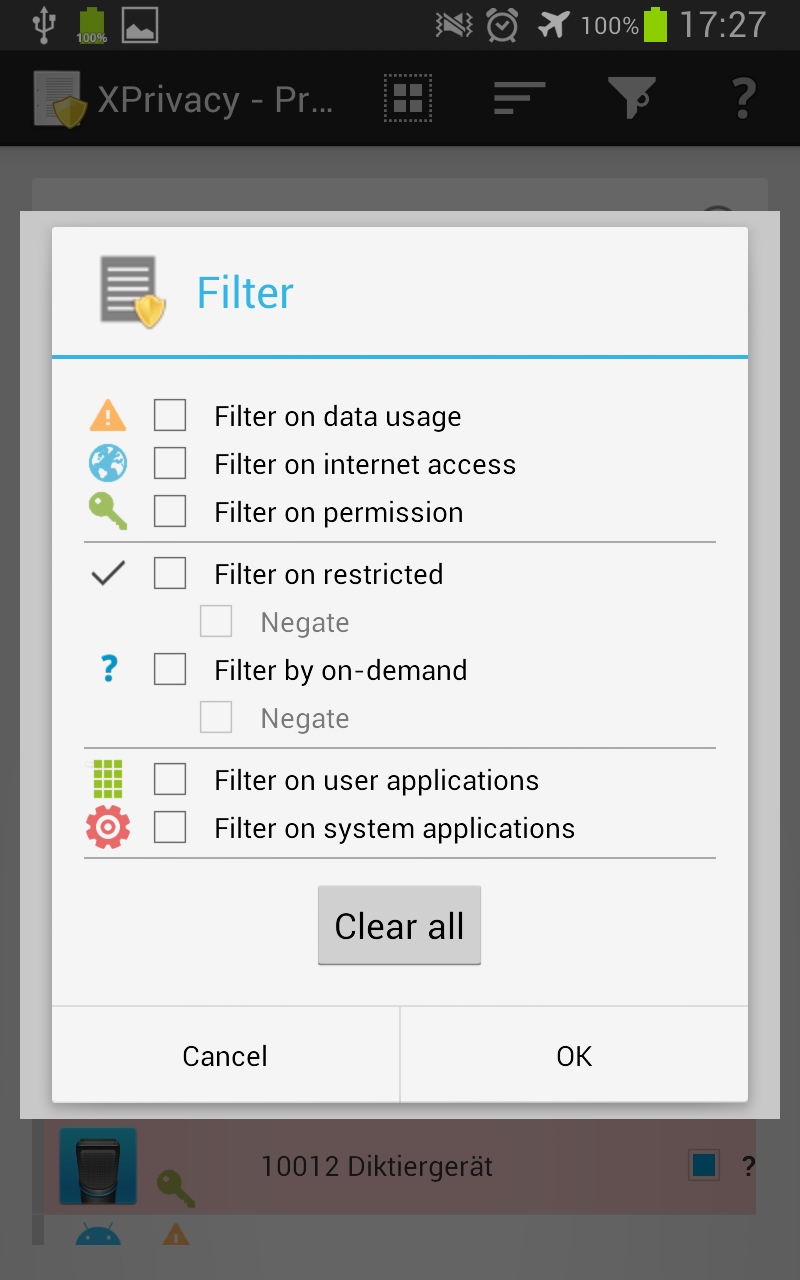 100%
100% 17:27
XPrivacy - Pr... ?
Filter
Filter on data usage
Filter on internet access
Filter on permission
Filter on restricted
Negate
? Filter by on-demand
Negate
Filter on user applications
Filter on system applications
Clear all
Cancel OK
10012 Diktiergerät ?